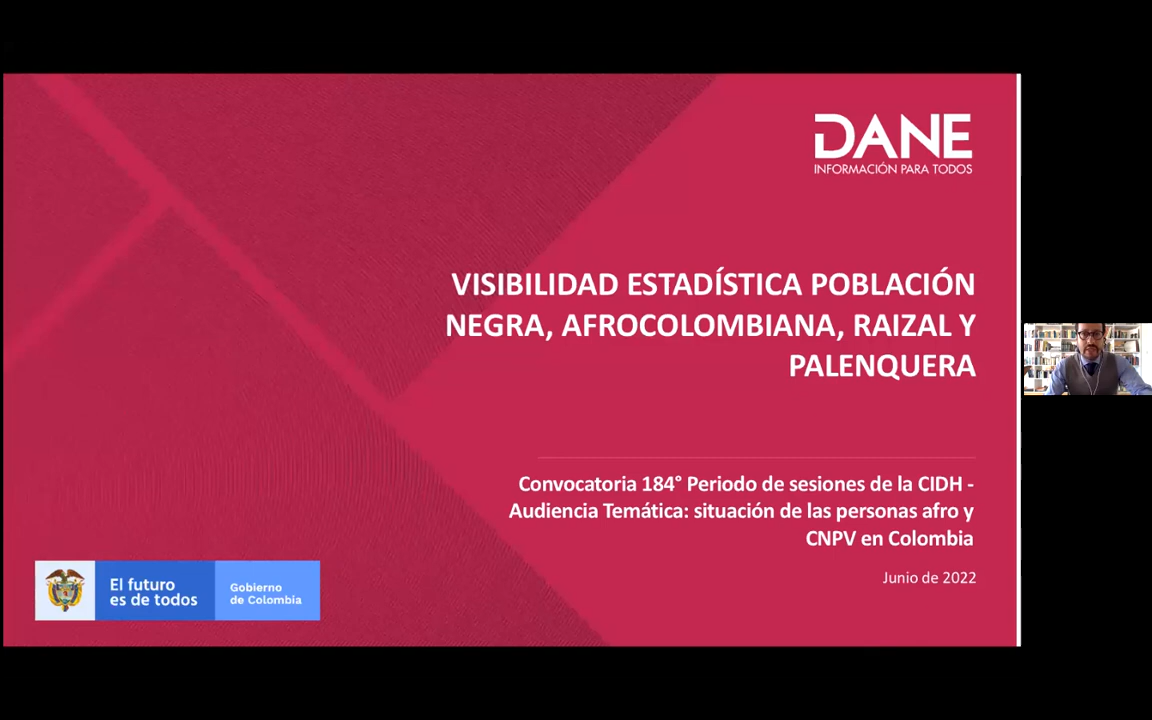 DANE
INFORMACIÓN PARA TODOS
VISIBILIDAD ESTADÍSTICA POBLACIÓN
NEGRA, AFROCOLOMBIANA, RAIZAL Y
PALENQUERA
Convocatoria 184° Periodo de sesiones de la CIDH -
Audiencia Temática: situación de las personas afro y
CNPV en Colombia
Junio de 2022
El futuro
es de todos
Gobierno
de Colombia